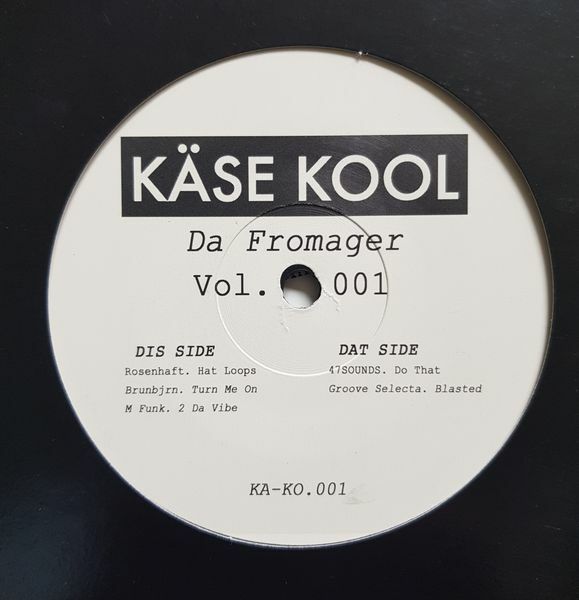 KÄSE KOOL
Da Fromager
Vol. 001
DIS SIDE
Rosenhaft. Hat Loops
Brunbjrn. Turn Me On
M Funk. 2 Da Vibe
DAT SIDE
47SOUNDS. Do That
Groove Selecta. Blasted
KA-KO.001